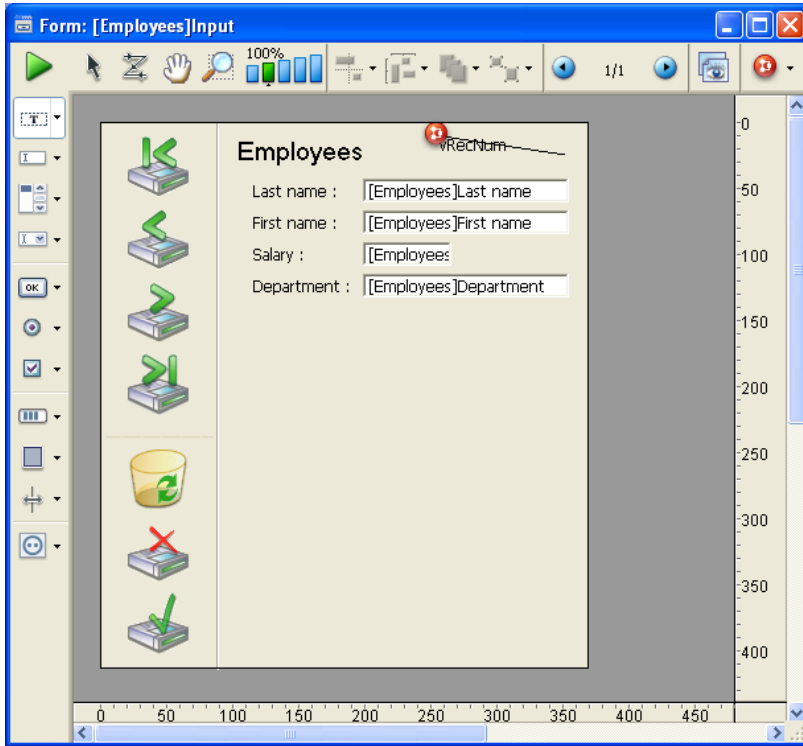 Form: [Employees]Input
100%
1/1
T
I
I
OK
Employees
vRecNum
Last name : [Employees]Last name
First name : [Employees]First name
Salary : [Employees
Department : [Employees]Department
0
50
100
150
200
250
300
350
400
0 50 100 150 200 250 300 350 400 450